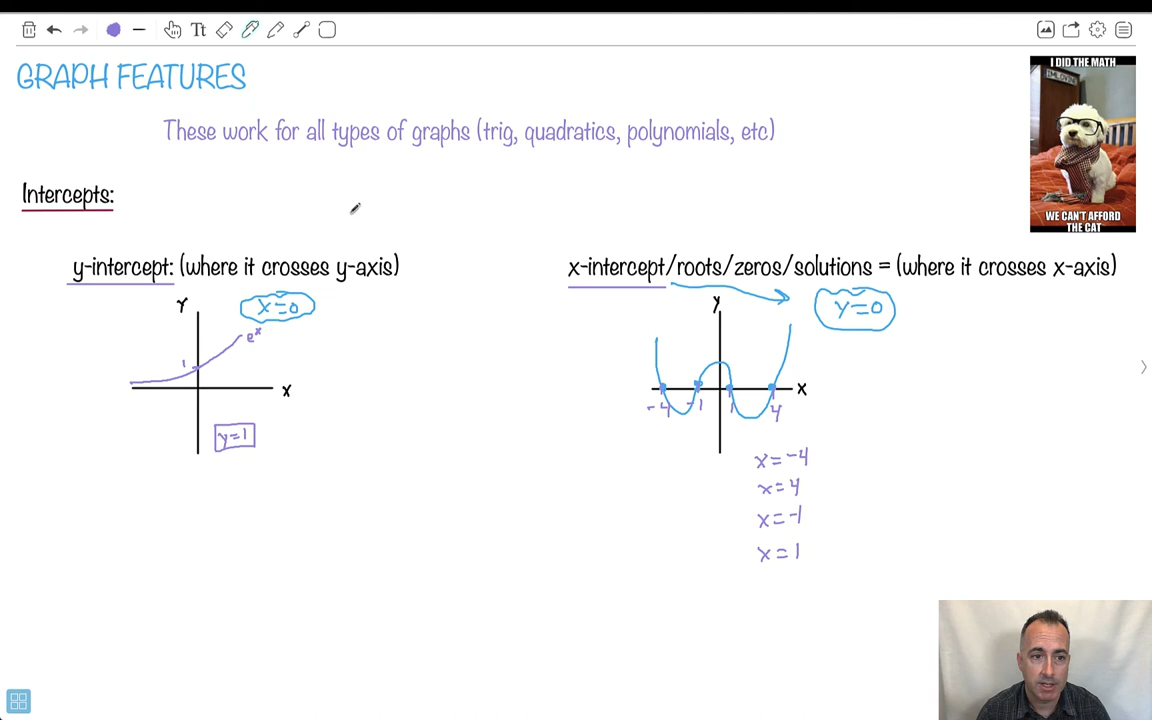 Tt
GRAPH FEATURES
I DID THE MATH
WE CAN'T AFFORD
THE CAT
These work for all types of graphs (trig, quadratics, polynomials, etc)
Intercepts:
y-intercept: (where it crosses y-axis)
Y
x=0
e^x
1
X
y=1
x-intercept/roots/zeros/solutions = (where it crosses x-axis)
Y
y=0
X
-4 -1 1 4
x=-4
x=4
x=-1
x=1